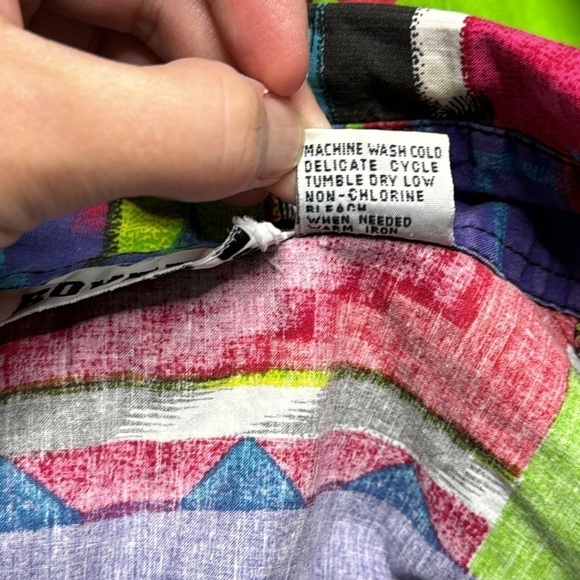 MACHINE WASH COLD
DELICATE CYCLE
TUMBLE DRY LOW
NON-CHLORINE
BLEACH
WHEN NEEDED
WARM IRON